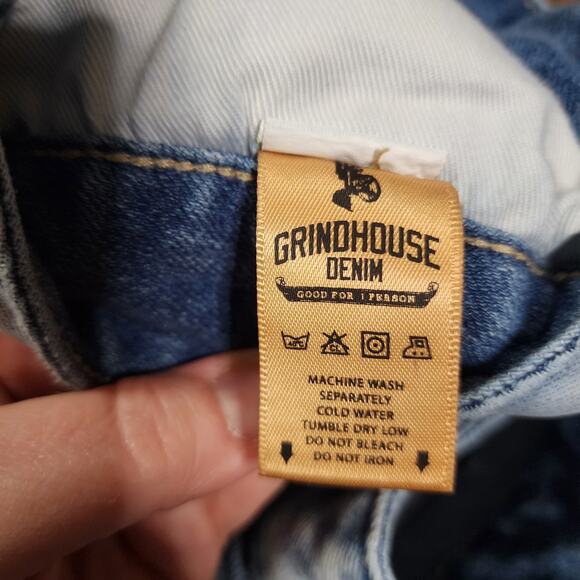 GRINDHOUSE
DENIM
GOOD FOR 1 PERSON
MACHINE WASH
SEPARATELY
COLD WATER
TUMBLE DRY LOW
DO NOT BLEACH
DO NOT IRON